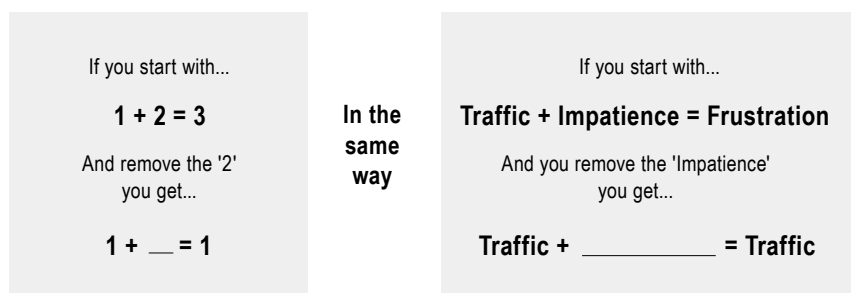 If you start with...
1 + 2 = 3
And remove the '2'
you get...
1 + __ = 1
In the
same
way
If you start with...
Traffic + Impatience = Frustration
And you remove the 'Impatience'
you get...
Traffic + __________ = Traffic